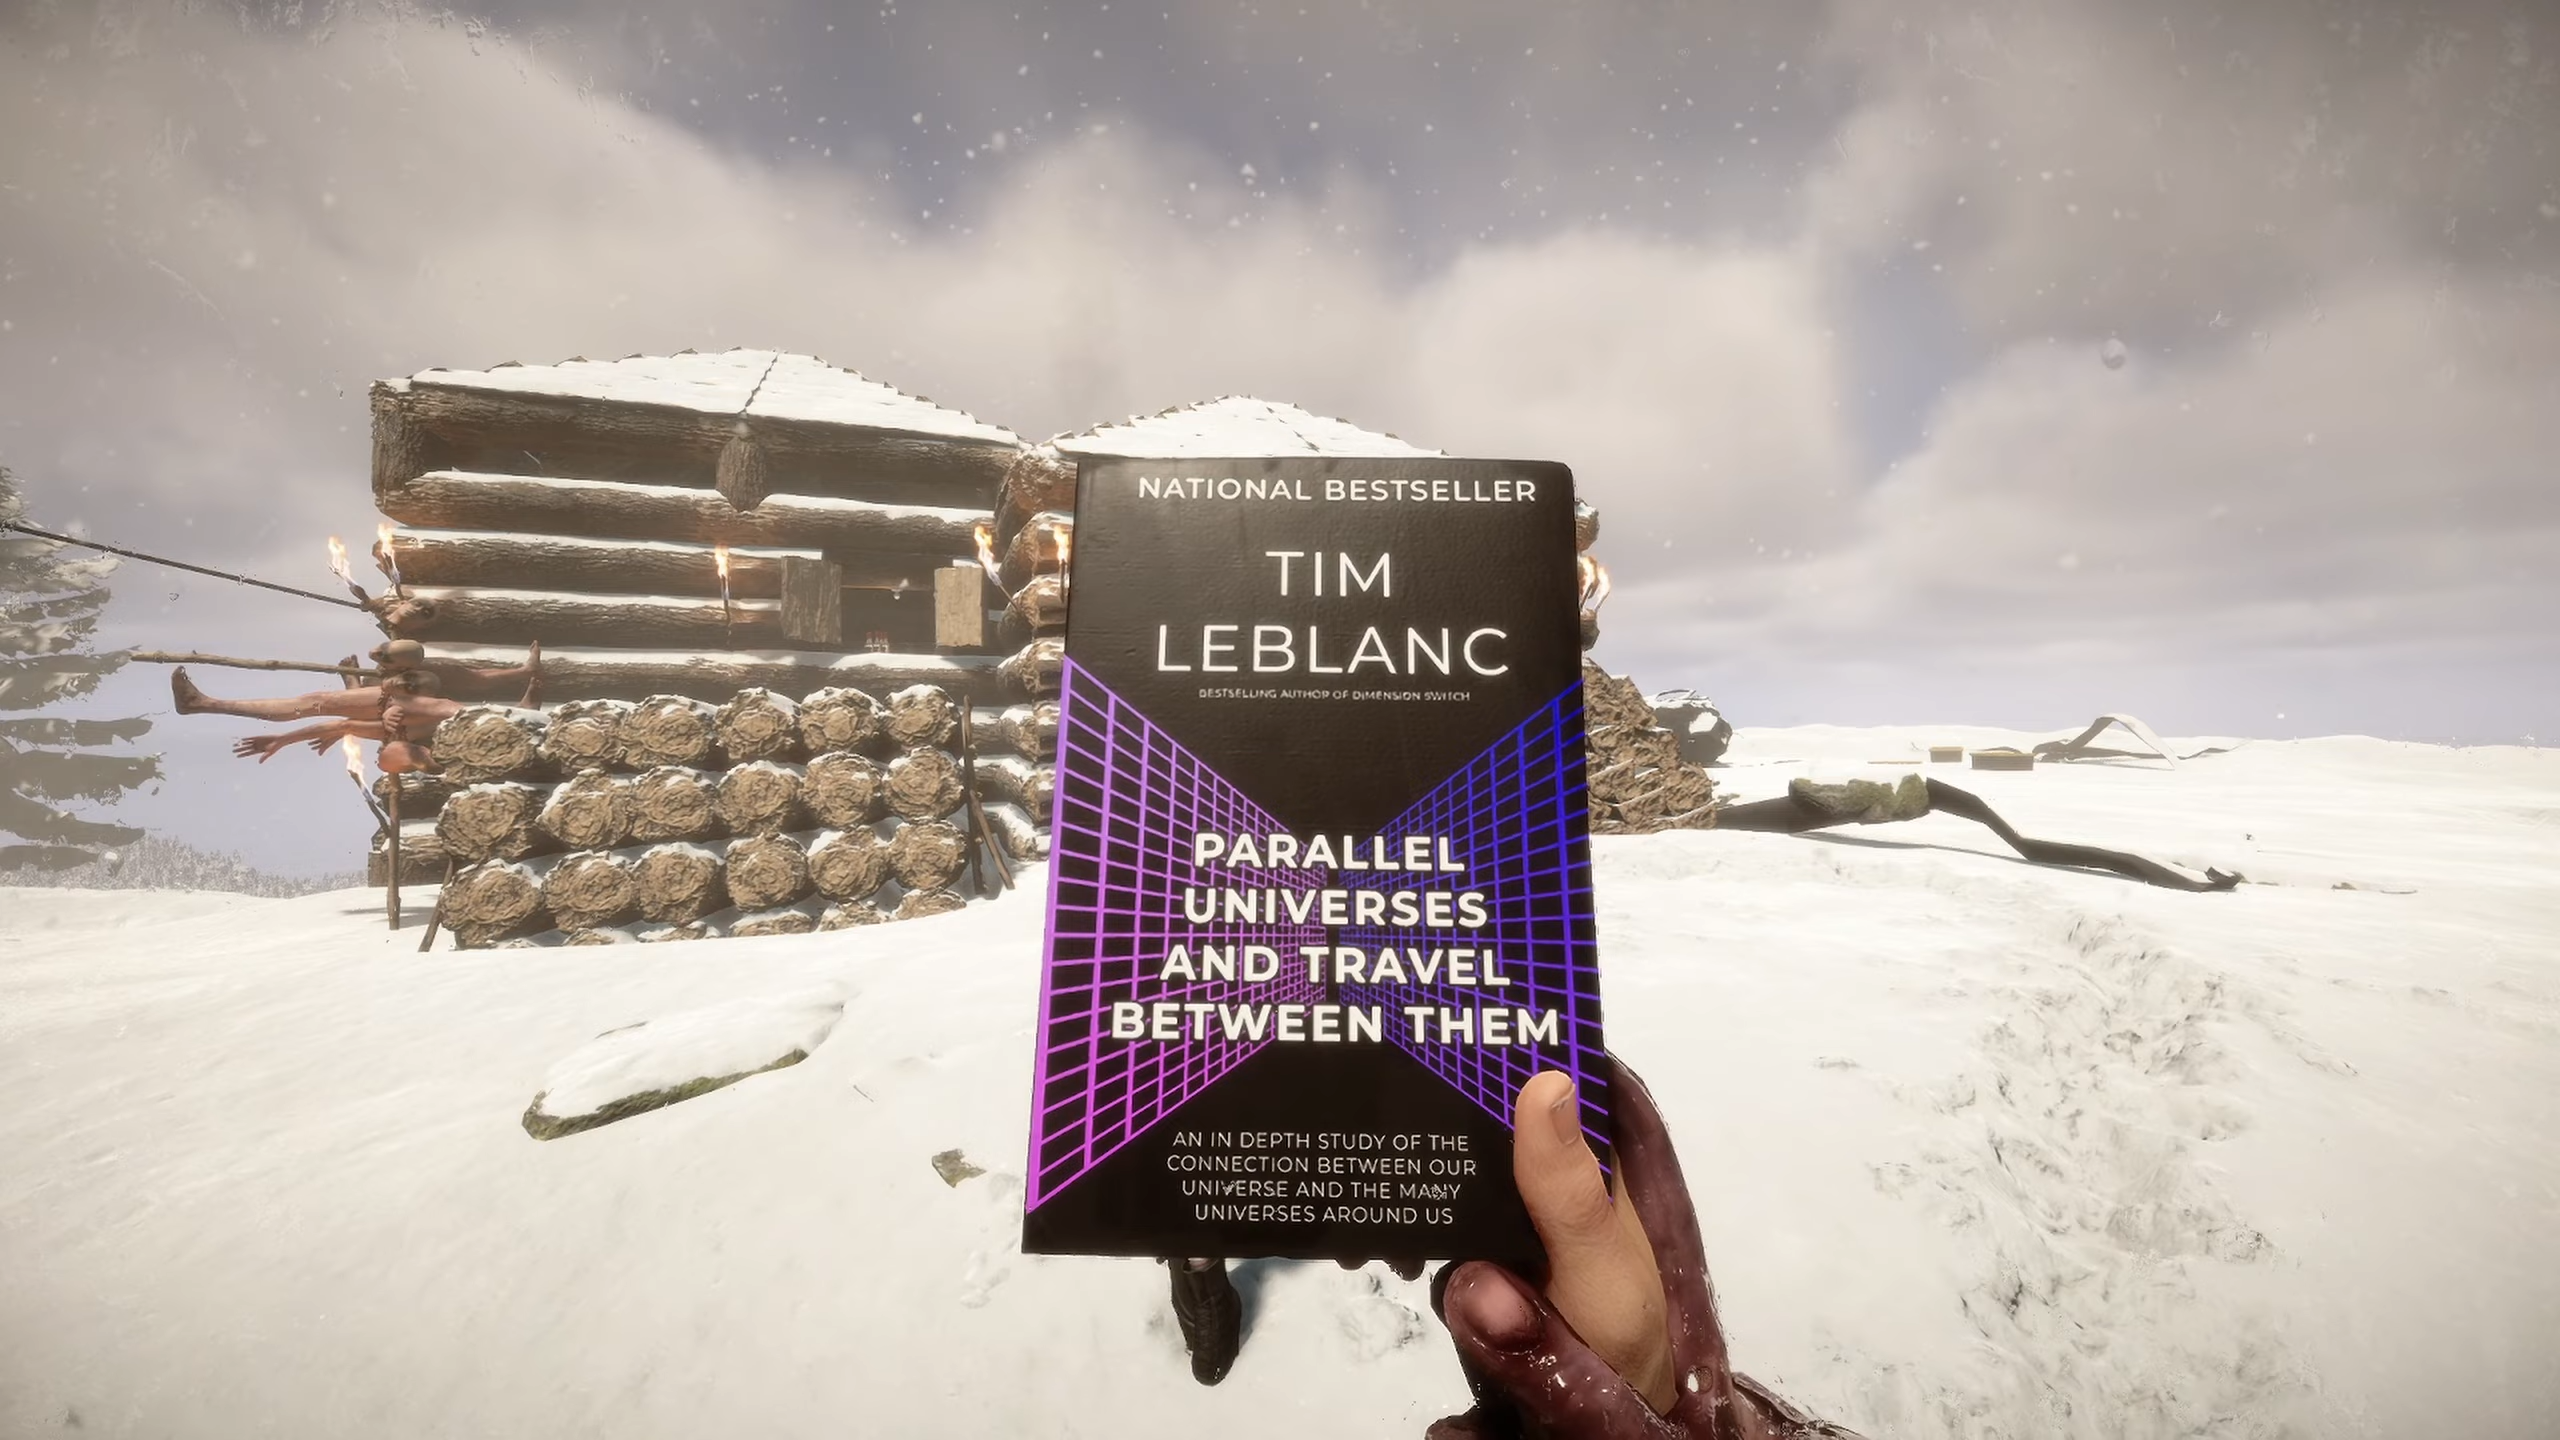 NATIONAL BESTSELLER
TIM
LEBLANC
BESTSELLING AUTHOR OF DIMENSION SWITCH
PARALLEL
UNIVERSES
AND TRAVEL
BETWEEN THEM
AN IN DEPTH STUDY OF THE
CONNECTION BETWEEN OUR
UNIVERSE AND THE MANY
UNIVERSES AROUND US